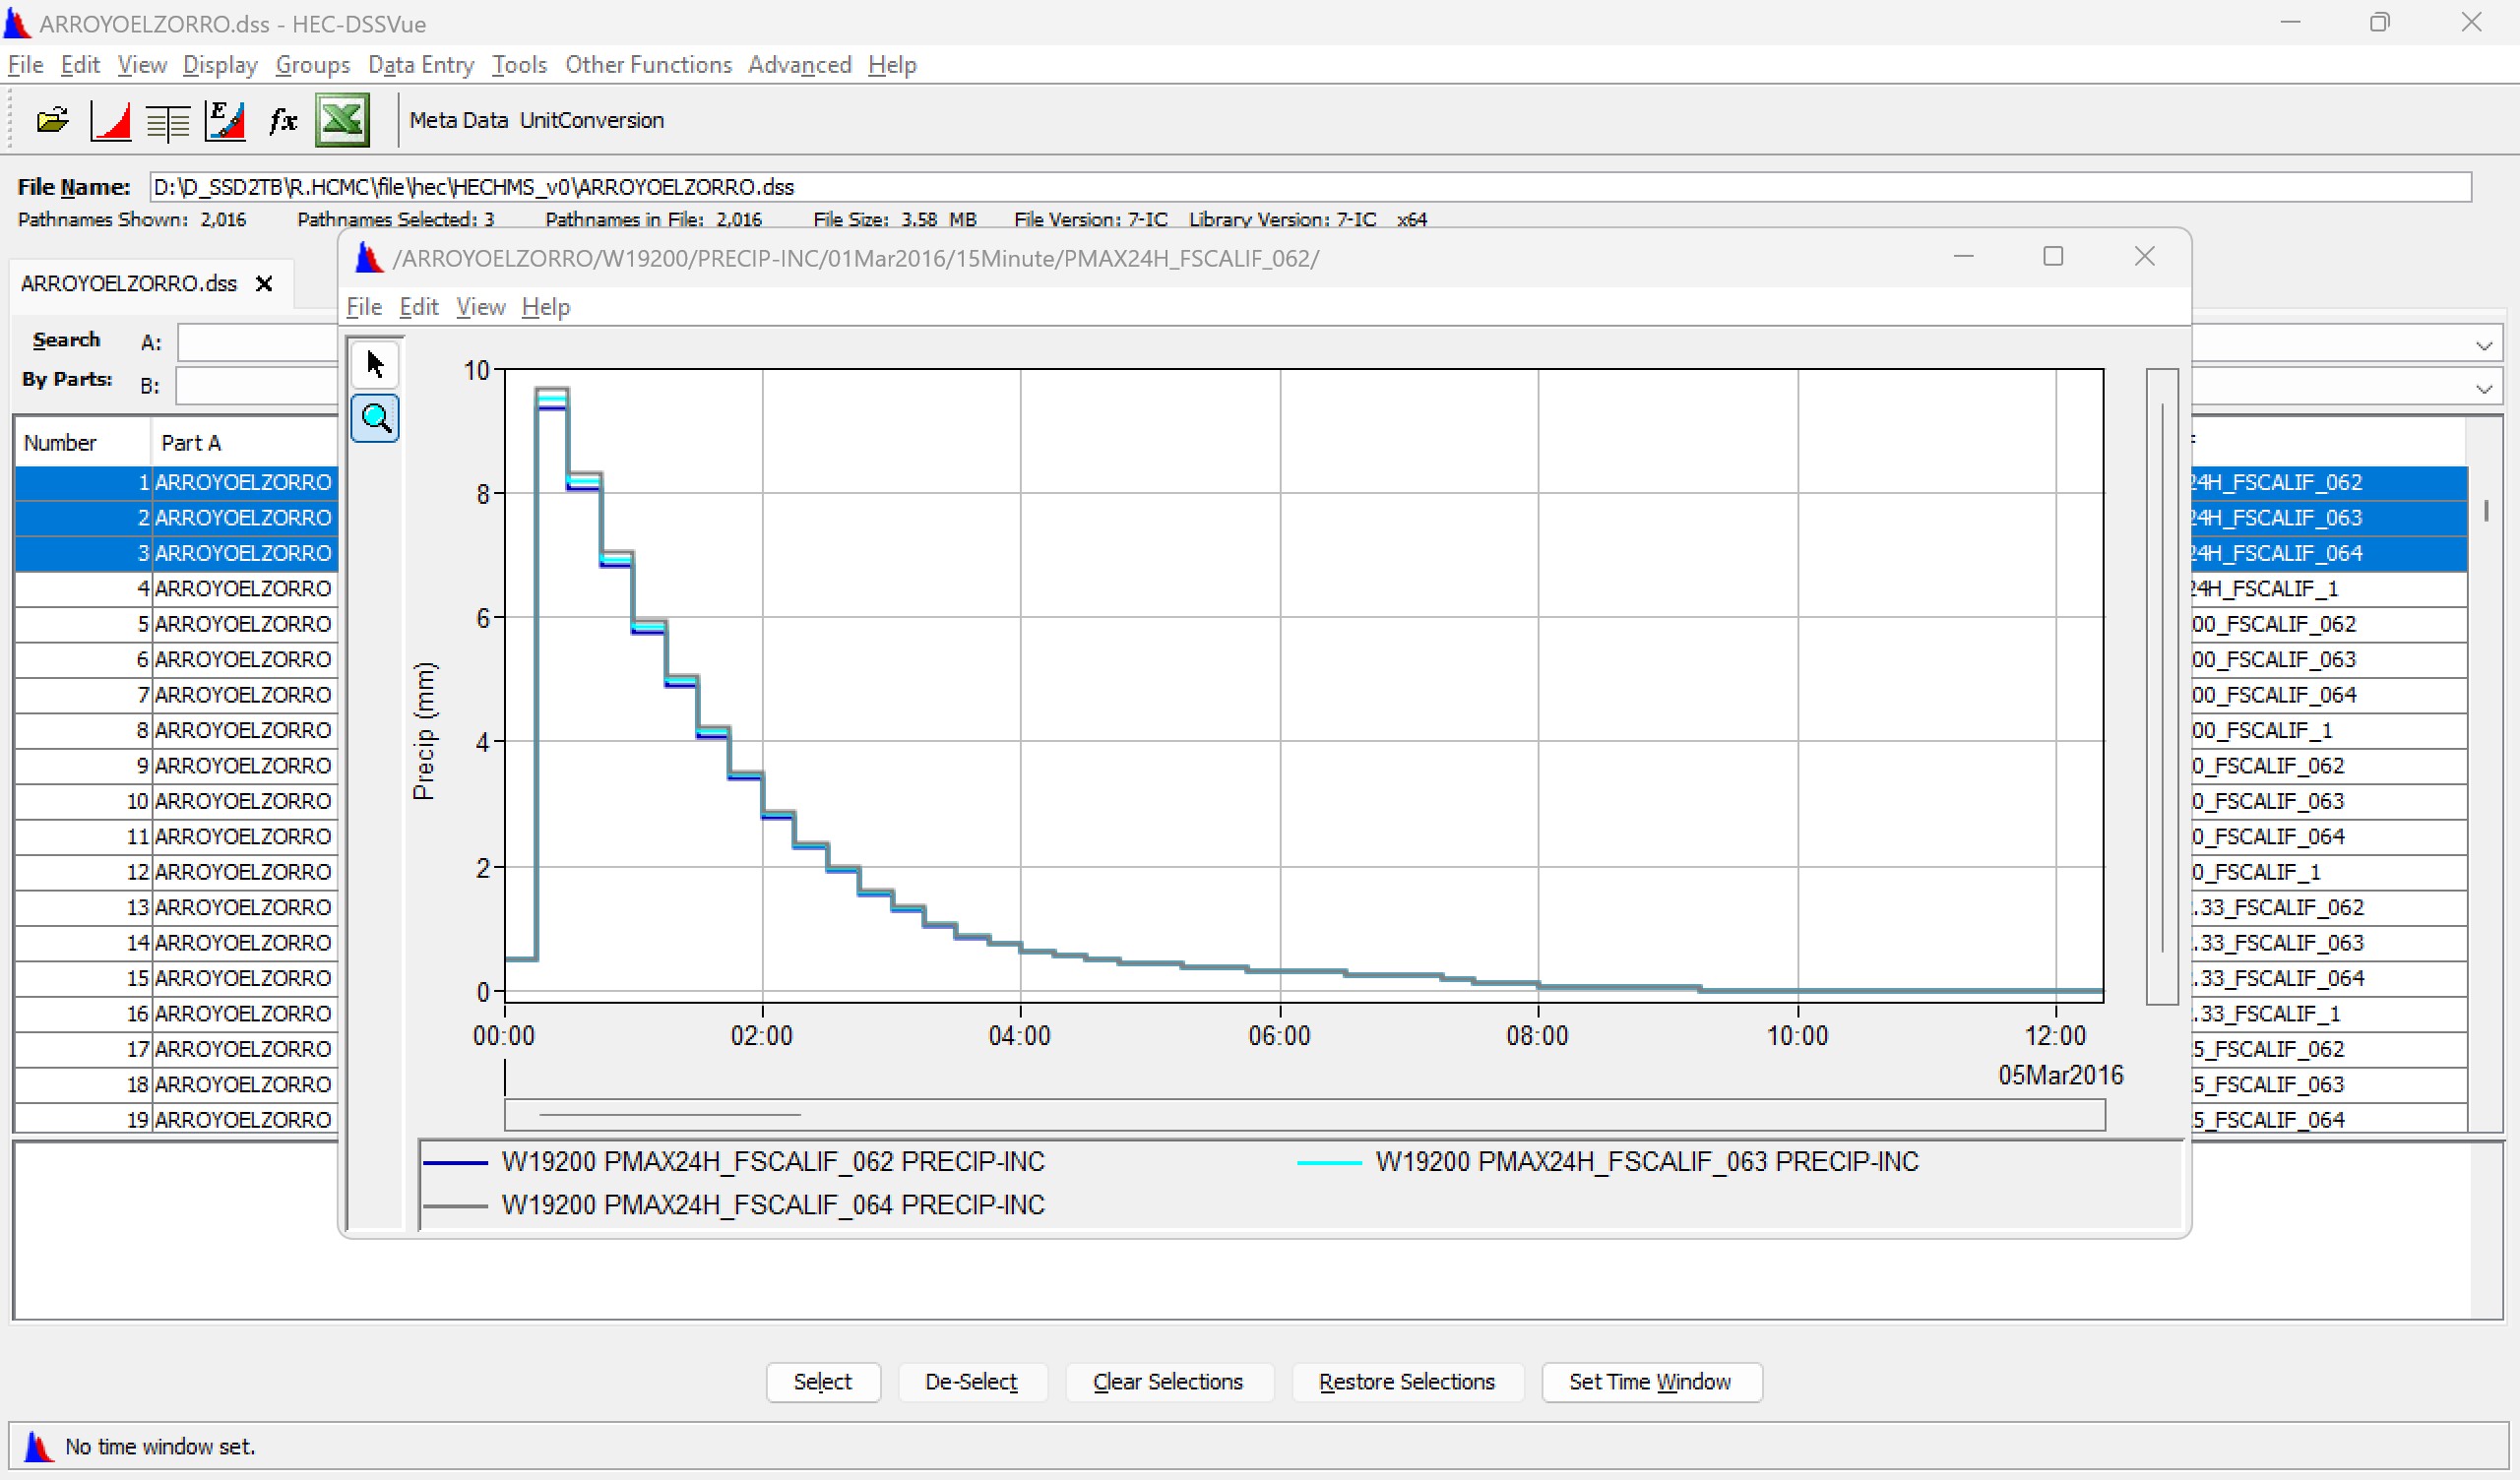 ARROYOELZORRO.dss - HEC-DSSVue
File Edit View Display Groups Data Entry Tools Other Functions Advanced Help
Meta Data UnitConversion
File Name: D:\D_SSD2TB\R.HCMC\file\hec\HECHMS_v0\ARROYOELZORRO.dss
Pathnames Shown: 2,016 Pathnames Selected: 3 Pathnames in File: 2,016 File Size: 3.58 MB File Version: 7-IC Library Version: 7-IC x64
/ARROYOELZORRO/W19200/PRECIP-INC/01Mar2016/15Minute/PMAX24H_FSCALIF_062/
ARROYOELZORRO.dss
File Edit View Help
Search A:
By Parts: B:
Number Part A
1 ARROYOELZORRO 24H_FSCALIF_062
2 ARROYOELZORRO 24H_FSCALIF_063
3 ARROYOELZORRO 24H_FSCALIF_064
4 ARROYOELZORRO 24H_FSCALIF_1
5 ARROYOELZORRO 00_FSCALIF_062
6 ARROYOELZORRO 00_FSCALIF_063
7 ARROYOELZORRO 00_FSCALIF_064
8 ARROYOELZORRO 00_FSCALIF_1
9 ARROYOELZORRO 0_FSCALIF_062
10 ARROYOELZORRO 0_FSCALIF_063
11 ARROYOELZORRO 0_FSCALIF_064
12 ARROYOELZORRO 0_FSCALIF_1
13 ARROYOELZORRO .33_FSCALIF_062
14 ARROYOELZORRO .33_FSCALIF_063
15 ARROYOELZORRO .33_FSCALIF_064
16 ARROYOELZORRO .33_FSCALIF_1
17 ARROYOELZORRO 5_FSCALIF_062
18 ARROYOELZORRO 5_FSCALIF_063
19 ARROYOELZORRO 5_FSCALIF_064
Precip (mm)
10
8
6
4
2
0
00:00 02:00 04:00 06:00 08:00 10:00 12:00
05Mar2016
W19200 PMAX24H_FSCALIF_062 PRECIP-INC W19200 PMAX24H_FSCALIF_063 PRECIP-INC
W19200 PMAX24H_FSCALIF_064 PRECIP-INC
Select De-Select Clear Selections Restore Selections Set Time Window
No time window set.